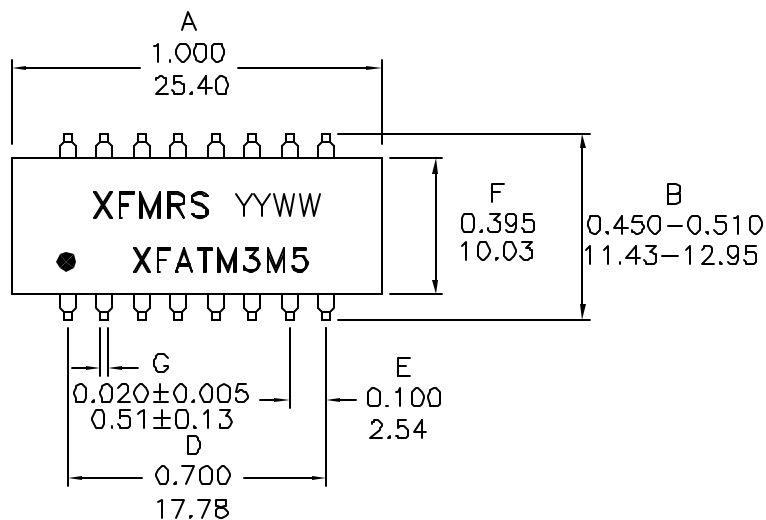 A
1.000
25.40
XFMRS YYWW
XFATM3M5
F
0.395
10.03
B
0.450-0.510
11.43-12.95
G
0.020±0.005
0.51±0.13
E
0.100
2.54
D
0.700
17.78